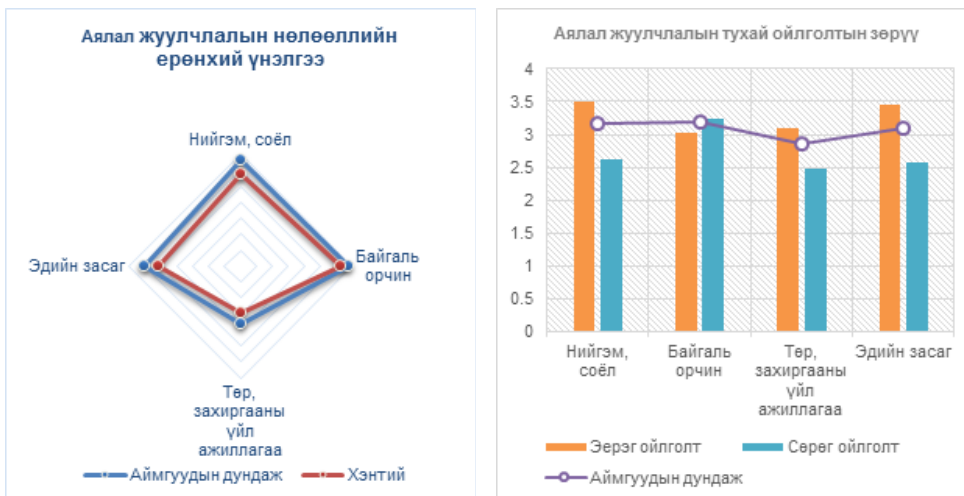 Аялал жуулчлалын нөлөөллийн
ерөнхий үнэлгээ
Нийгэм, соёл
Эдийн засаг
Байгаль
орчин
Төр,
захиргааны
үйл
ажиллагаа
Аймгуудын дундаж
Хэнтий
Аялал жуулчлалын тухай ойлголтын зөрүү
4
3.5
3
2.5
2
1.5
1
0.5
0
Нийгэм,
соёл
Байгаль
орчин
Төр,
захиргааны
үйл
ажиллагаа
Эдийн засаг
Эерэг ойлголт
Сөрөг ойлголт
Аймгуудын дундаж